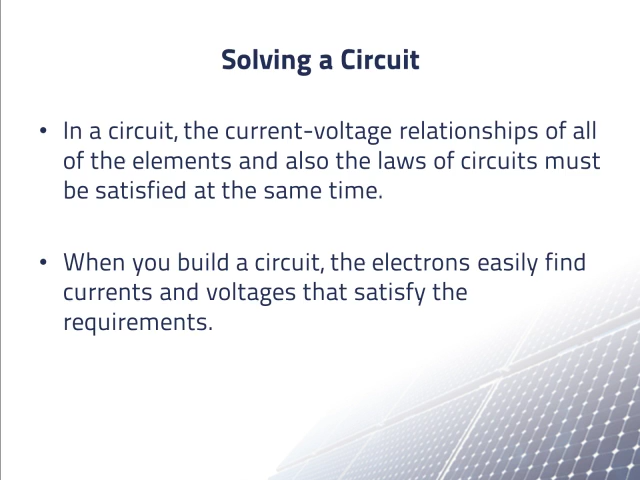 Solving a Circuit
• In a circuit, the current-voltage relationships of all
of the elements and also the laws of circuits must
be satisfied at the same time.
• When you build a circuit, the electrons easily find
currents and voltages that satisfy the
requirements.